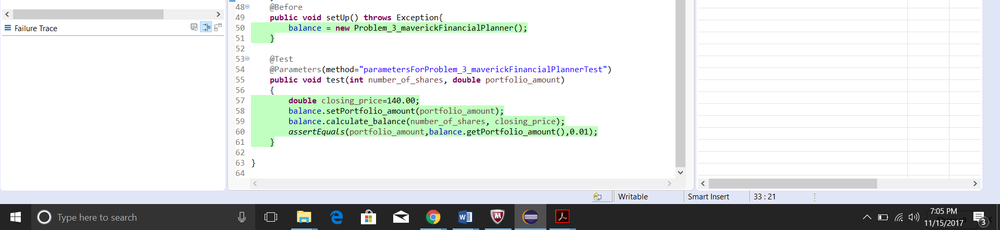 Failure Trace
48 @Before
49 public void setUp() throws Exception{
50 balance = new Problem_3_maverickFinancialPlanner();
51 }
52
53 @Test
54 @Parameters(method="parametersForProblem_3_maverickFinancialPlannerTest")
55 public void test(int number_of_shares, double portfolio_amount)
56 {
57 double closing_price=140.00;
58 balance.setPortfolio_amount(portfolio_amount);
59 balance.calculate_balance(number_of_shares, closing_price);
60 assertEquals(portfolio_amount,balance.getPortfolio_amount(),0.01);
61 }
62
63 }
64
Writable Smart Insert 33 : 21
Type here to search
7:05 PM
11/15/2017
3